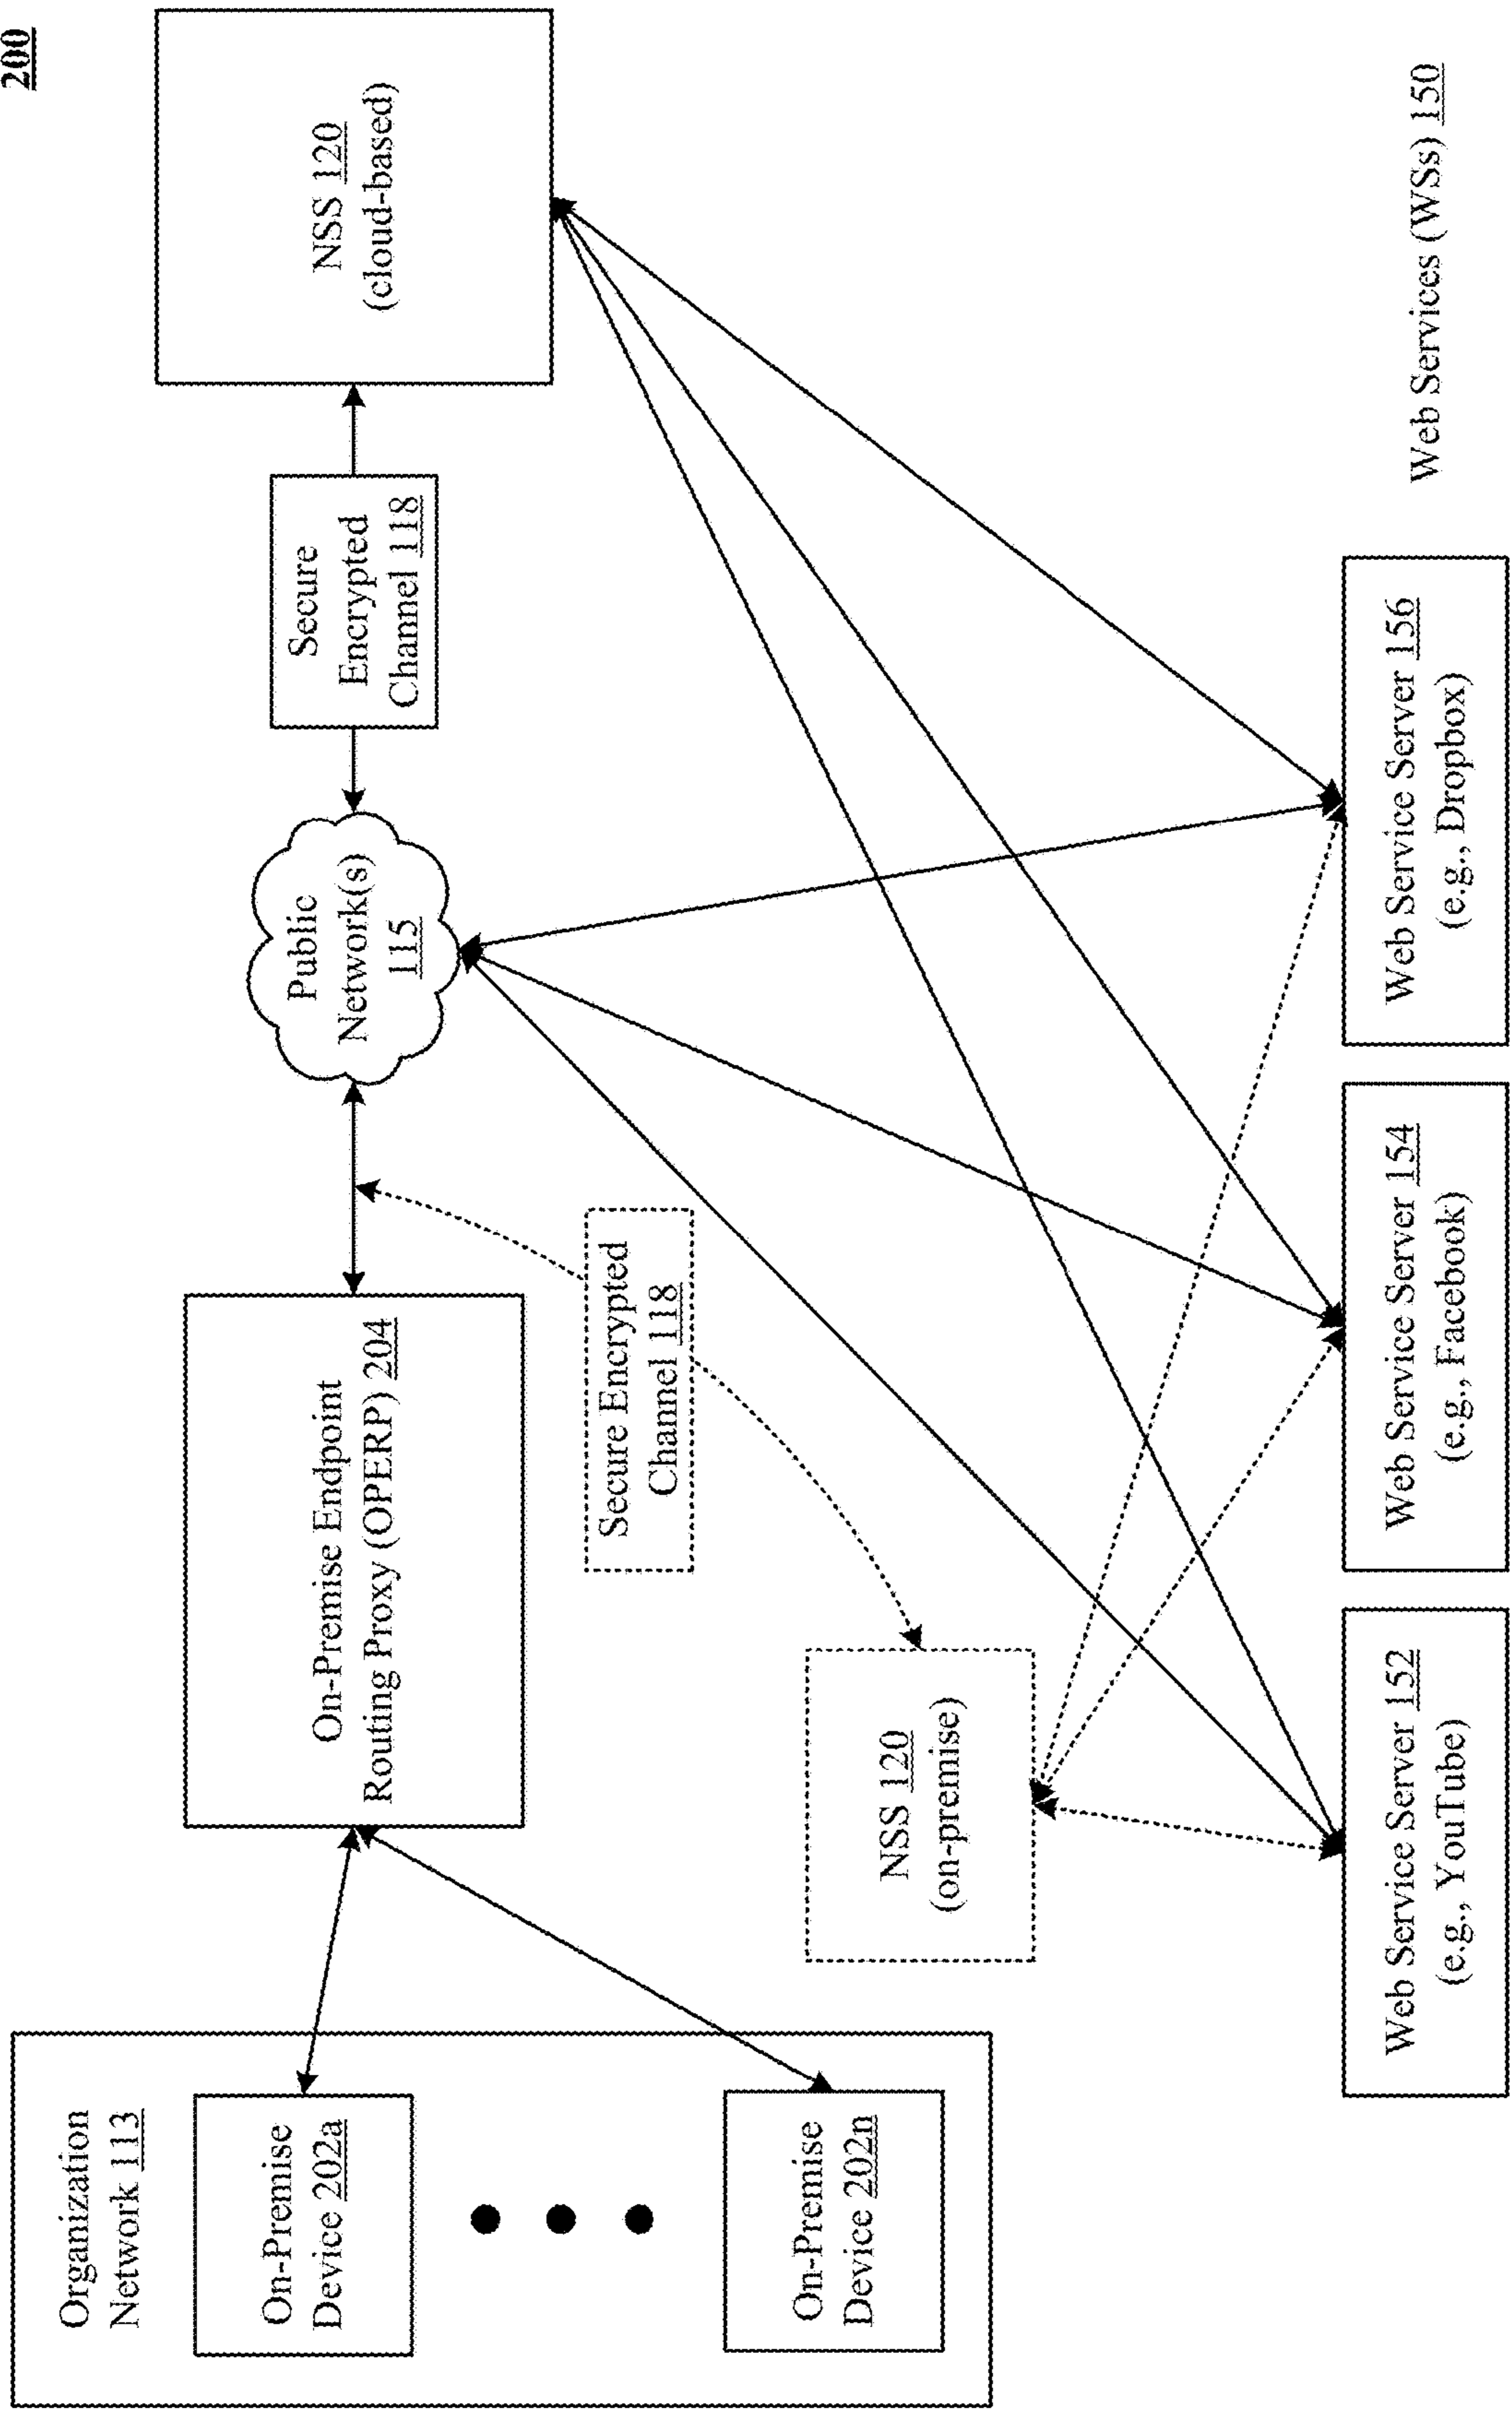 200
Organization
Network 113
On-Premise
Device 202a
On-Premise
Device 202n
On-Premise Endpoint
Routing Proxy (OPERP) 204
Public
Network(s)
115
Secure
Encrypted
Channel 118
NSS 120
(cloud-based)
Secure Encrypted
Channel 118
NSS 120
(on-premise)
Web Service Server 152
(e.g., YouTube)
Web Service Server 154
(e.g., Facebook)
Web Service Server 156
(e.g., Dropbox)
Web Services (WSs) 150